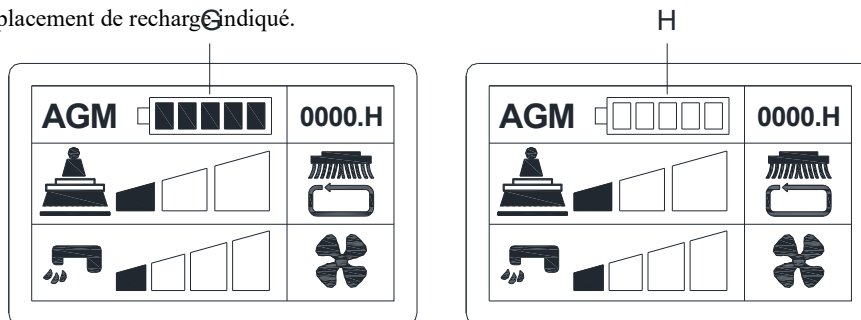 placement de recharge indiqué.
G
H
AGM 0000.H
AGM 0000.H